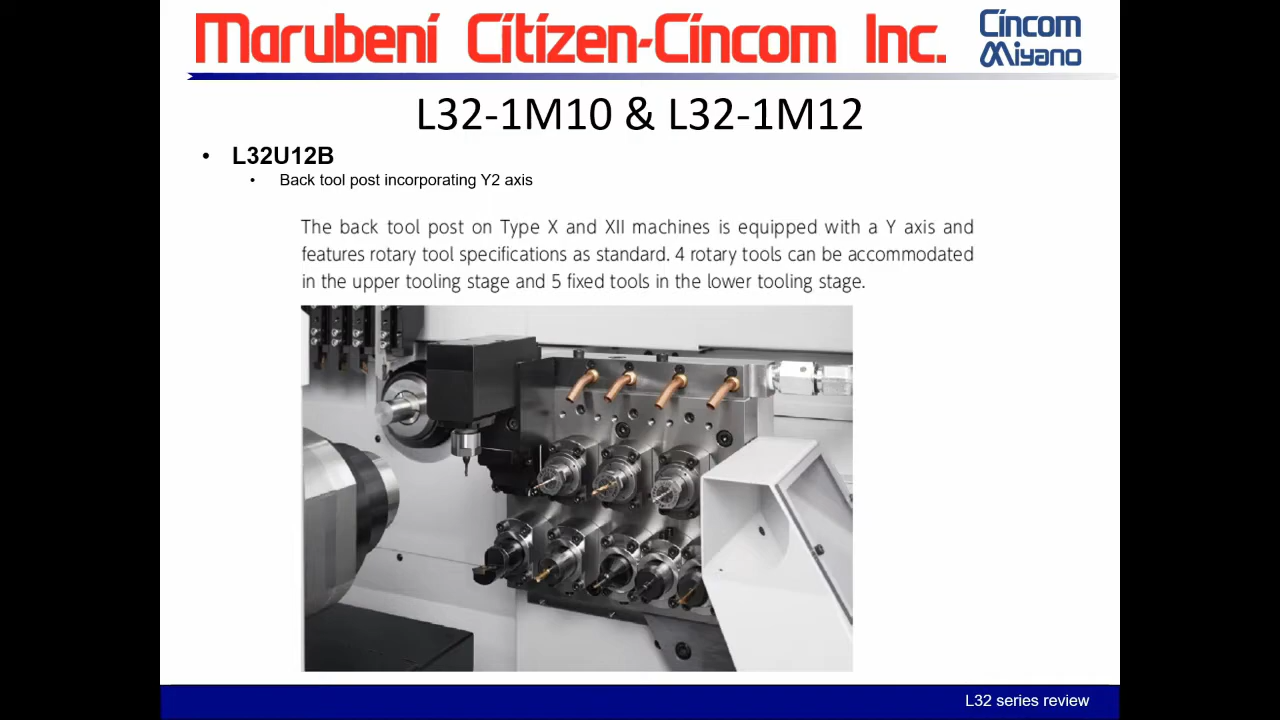 Marubeni Citizen-Cincom Inc.
Cincom
Miyano
L32-1M10 & L32-1M12
• L32U12B
• Back tool post incorporating Y2 axis
The back tool post on Type X and XII machines is equipped with a Y axis and
features rotary tool specifications as standard. 4 rotary tools can be accommodated
in the upper tooling stage and 5 fixed tools in the lower tooling stage.
L32 series review